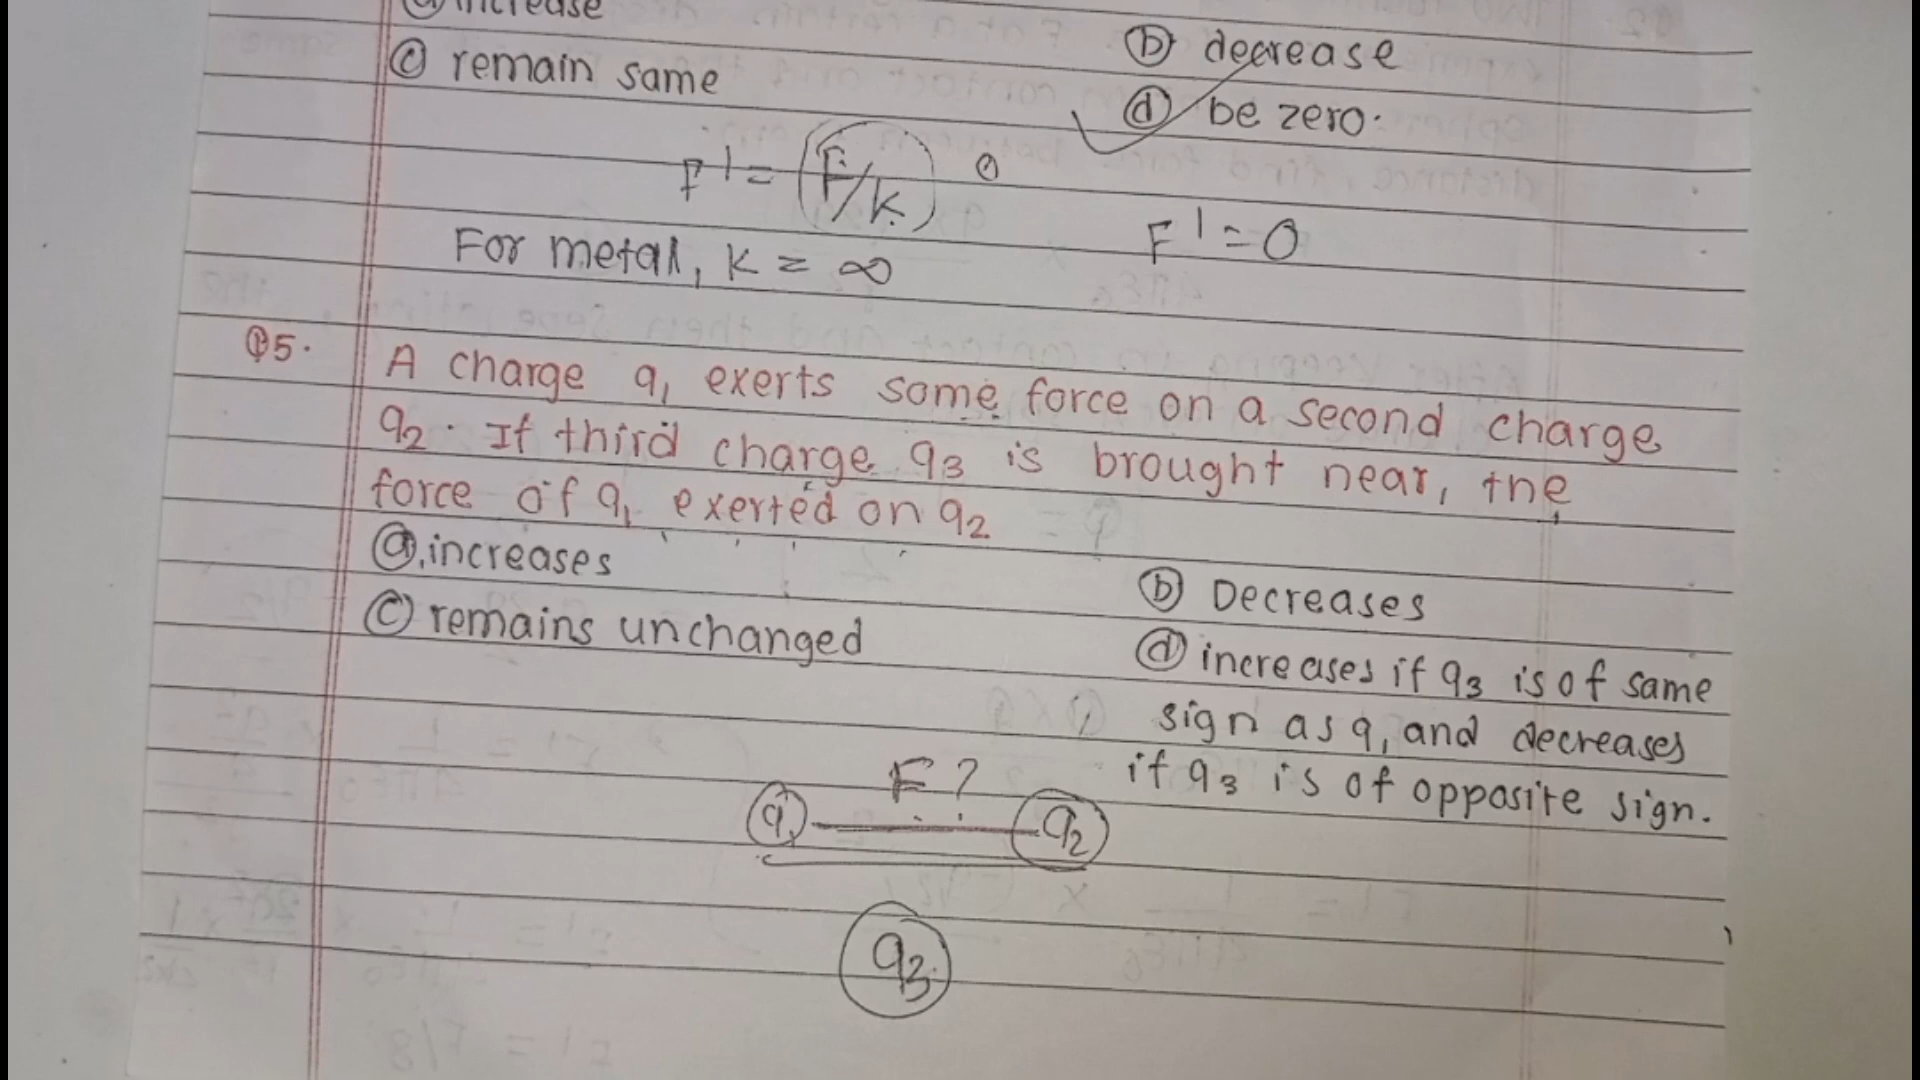 (a) increase
(b) decrease
(c) remain same
(d) be zero.
F' = (F/K)
F' = 0
For metal, K = ∞
Q5.
A charge q1 exerts some force on a second charge
q2. If third charge q3 is brought near, the
force of q1 exerted on q2
(a) increases
(b) Decreases
(c) remains unchanged
(d) increases if q3 is of same
sign as q1 and decreases
if q3 is of opposite sign.
F?
q1
q2
q3